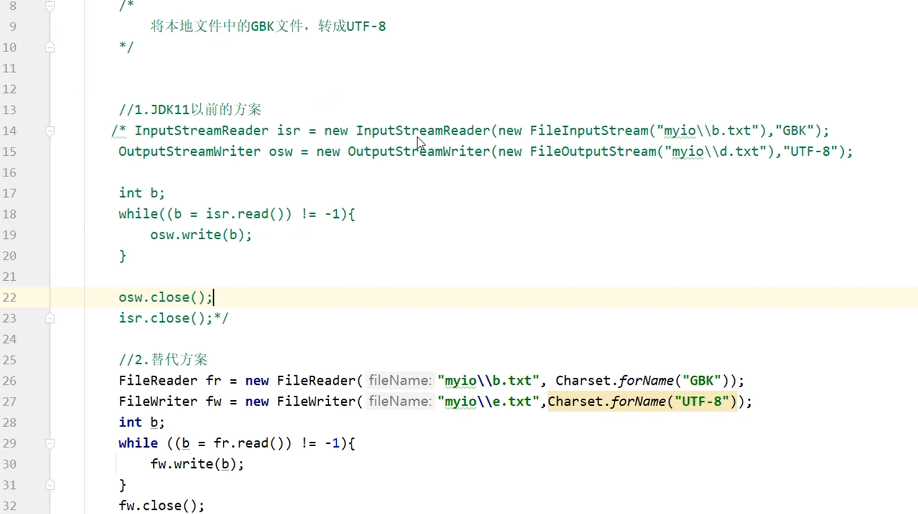 8 /*
9 将本地文件中的GBK文件，转成UTF-8
10 */
11
12
13 //1.JDK11以前的方案
14 /* InputStreamReader isr = new InputStreamReader(new FileInputStream("myio\\b.txt"),"GBK");
15 OutputStreamWriter osw = new OutputStreamWriter(new FileOutputStream("myio\\d.txt"),"UTF-8");
16
17 int b;
18 while((b = isr.read()) != -1){
19 osw.write(b);
20 }
21
22 osw.close();
23 isr.close();*/
24
25 //2.替代方案
26 FileReader fr = new FileReader( fileName: "myio\\b.txt", Charset.forName("GBK"));
27 FileWriter fw = new FileWriter( fileName: "myio\\e.txt",Charset.forName("UTF-8"));
28 int b;
29 while ((b = fr.read()) != -1){
30 fw.write(b);
31 }
32 fw.close();